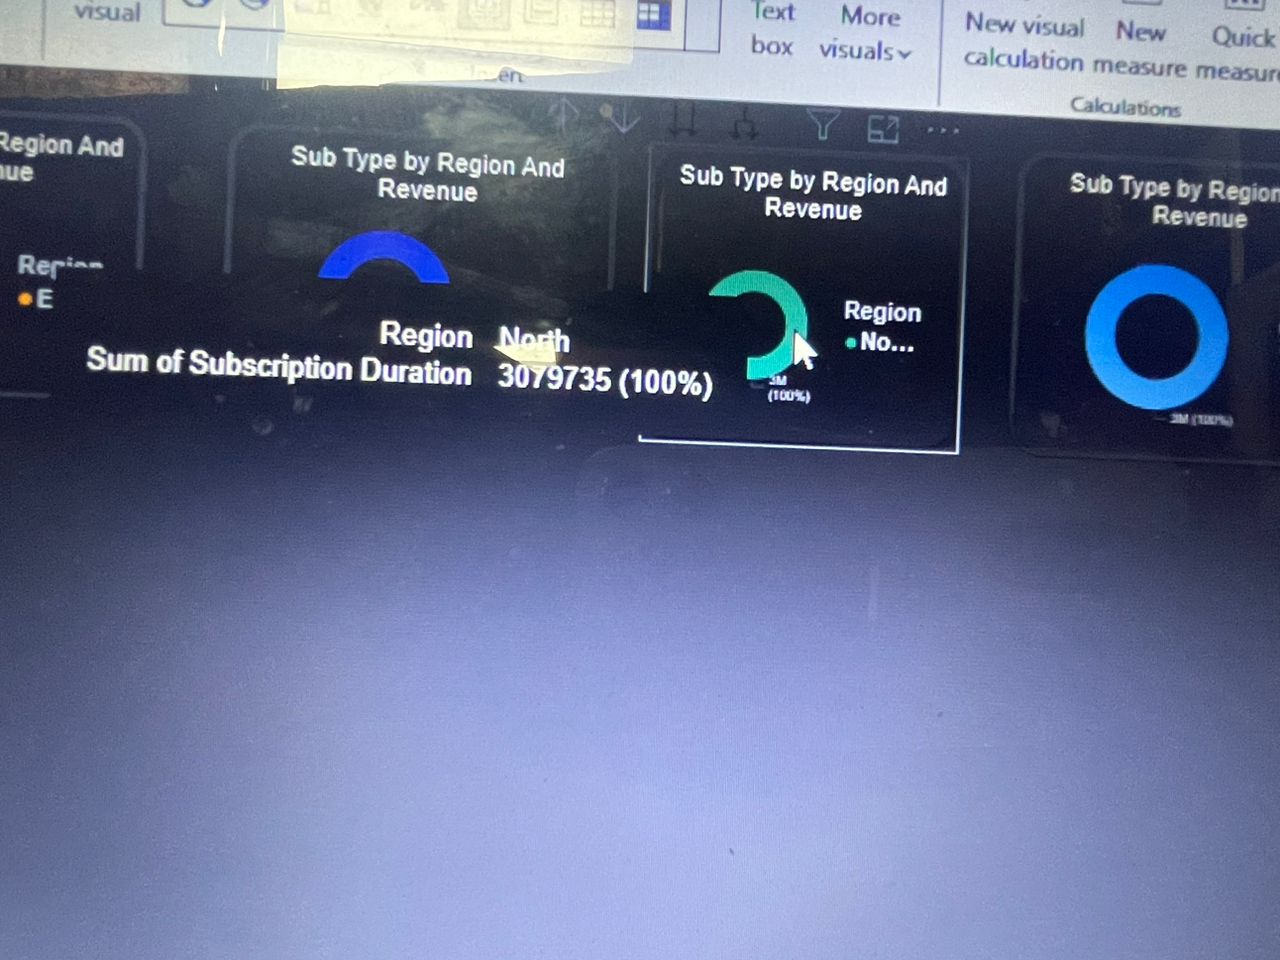 visual
Text
box
More
visuals
New visual
calculation
New
measure
Quick
Calculations
Region And
Sub Type by Region And
Revenue
Sub Type by Region And
Revenue
Sub Type by Region
Revenue
E
Region
No...
Region North
Sum of Subscription Duration 3079735 (100%)
3M
(100%)
3M (100%)